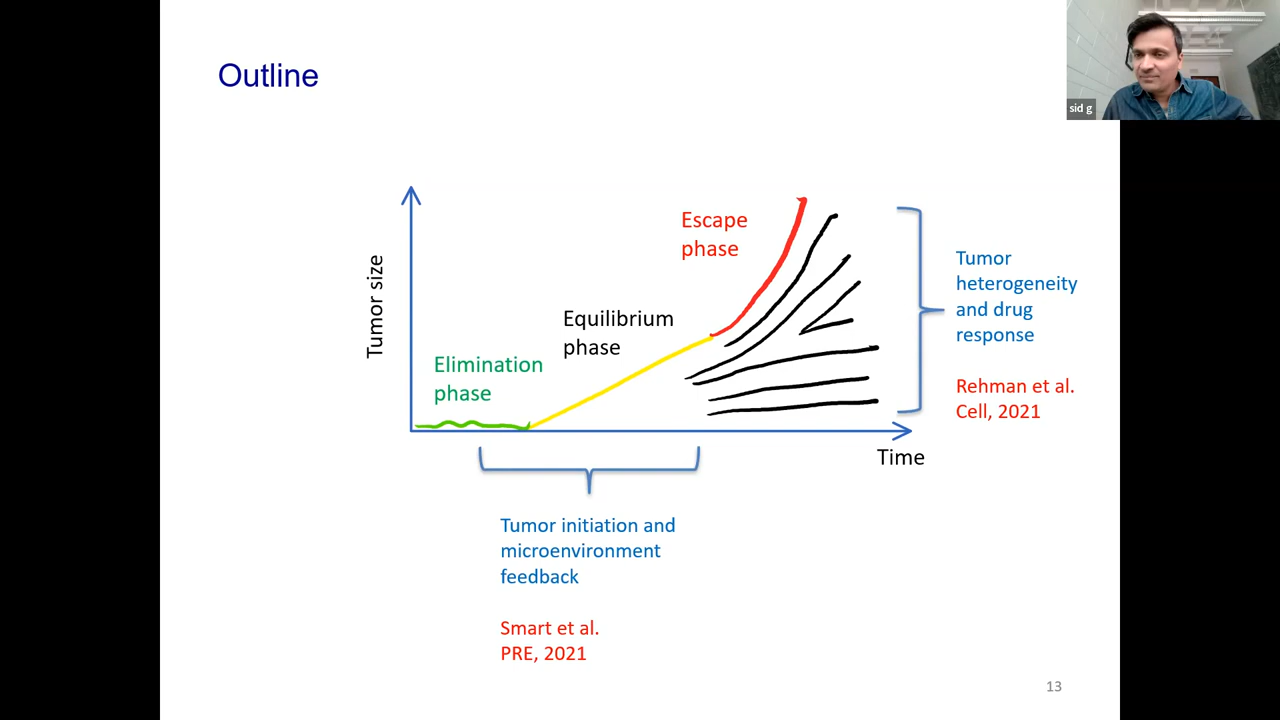 Outline
sid g
Tumor size
Elimination
phase
Equilibrium
phase
Escape
phase
Time
Tumor
heterogeneity
and drug
response
Rehman et al.
Cell, 2021
Tumor initiation and
microenvironment
feedback
Smart et al.
PRE, 2021
13